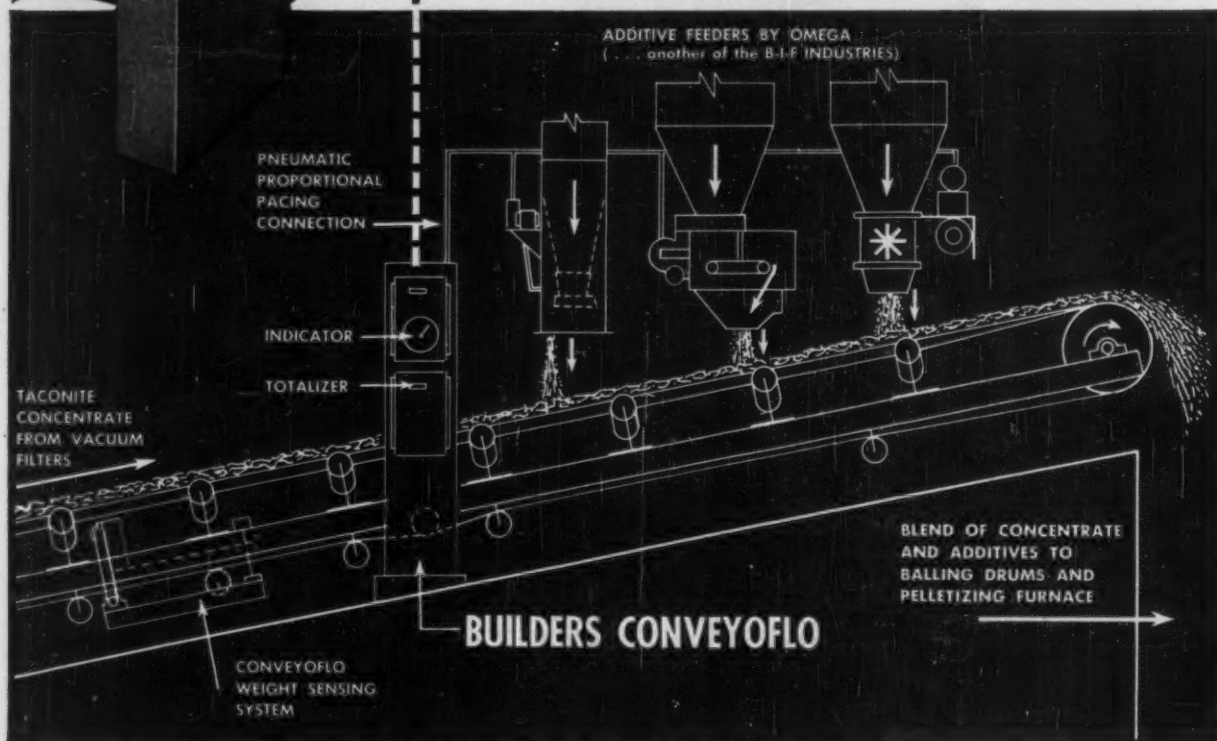 ADDITIVE FEEDERS BY OMEGA
(... another of the B-I-F INDUSTRIES)
PNEUMATIC
PROPORTIONAL
PACING
CONNECTION
INDICATOR
TOTALIZER
TACONITE
CONCENTRATE
FROM VACUUM
FILTERS
BLEND OF CONCENTRATE
AND ADDITIVES TO
BALLING DRUMS AND
PELLETIZING FURNACE
BUILDERS CONVEYOFLO
CONVEYOFLO
WEIGHT SENSING
SYSTEM